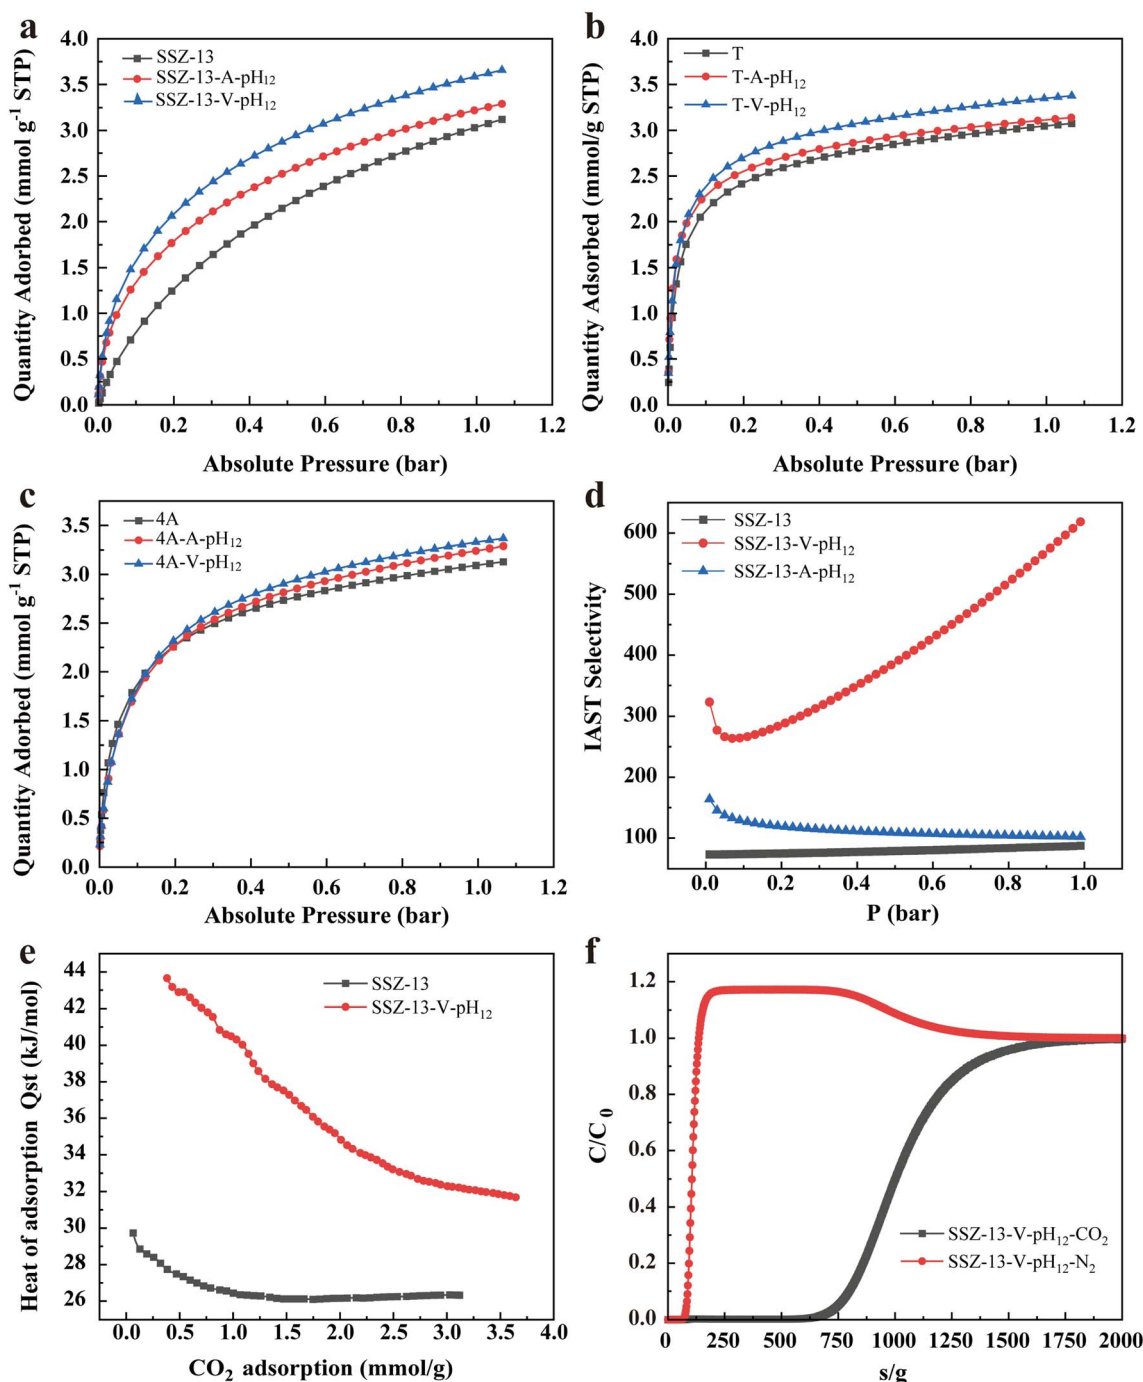 a
4.0
3.5
3.0
2.5
2.0
1.5
1.0
0.5
0.0
Quantity Adorbed (mmol g⁻¹ STP)
SSZ-13
SSZ-13-A-pH₁₂
SSZ-13-V-pH₁₂
0.0 0.2 0.4 0.6 0.8 1.0 1.2
Absolute Pressure (bar)
b
4.0
3.5
3.0
2.5
2.0
1.5
1.0
0.5
0.0
Quantity Adsorbed (mmol/g STP)
T
T-A-pH₁₂
T-V-pH₁₂
0.0 0.2 0.4 0.6 0.8 1.0 1.2
Absolute Pressure (bar)
c
3.5
3.0
2.5
2.0
1.5
1.0
0.5
0.0
Quantity Adorbed (mmol g⁻¹ STP)
4A
4A-A-pH₁₂
4A-V-pH₁₂
0.0 0.2 0.4 0.6 0.8 1.0 1.2
Absolute Pressure (bar)
d
600
500
400
300
200
100
IAST Selectivity
SSZ-13
SSZ-13-V-pH₁₂
SSZ-13-A-pH₁₂
0.0 0.2 0.4 0.6 0.8 1.0
P (bar)
e
44
42
40
38
36
34
32
30
28
26
Heat of adsorption Qst (kJ/mol)
SSZ-13
SSZ-13-V-pH₁₂
0.0 0.5 1.0 1.5 2.0 2.5 3.0 3.5 4.0
CO₂ adsorption (mmol/g)
f
1.2
1.0
0.8
0.6
0.4
0.2
0.0
C/C₀
SSZ-13-V-pH₁₂-CO₂
SSZ-13-V-pH₁₂-N₂
0 250 500 750 1000 1250 1500 1750 2000
s/g